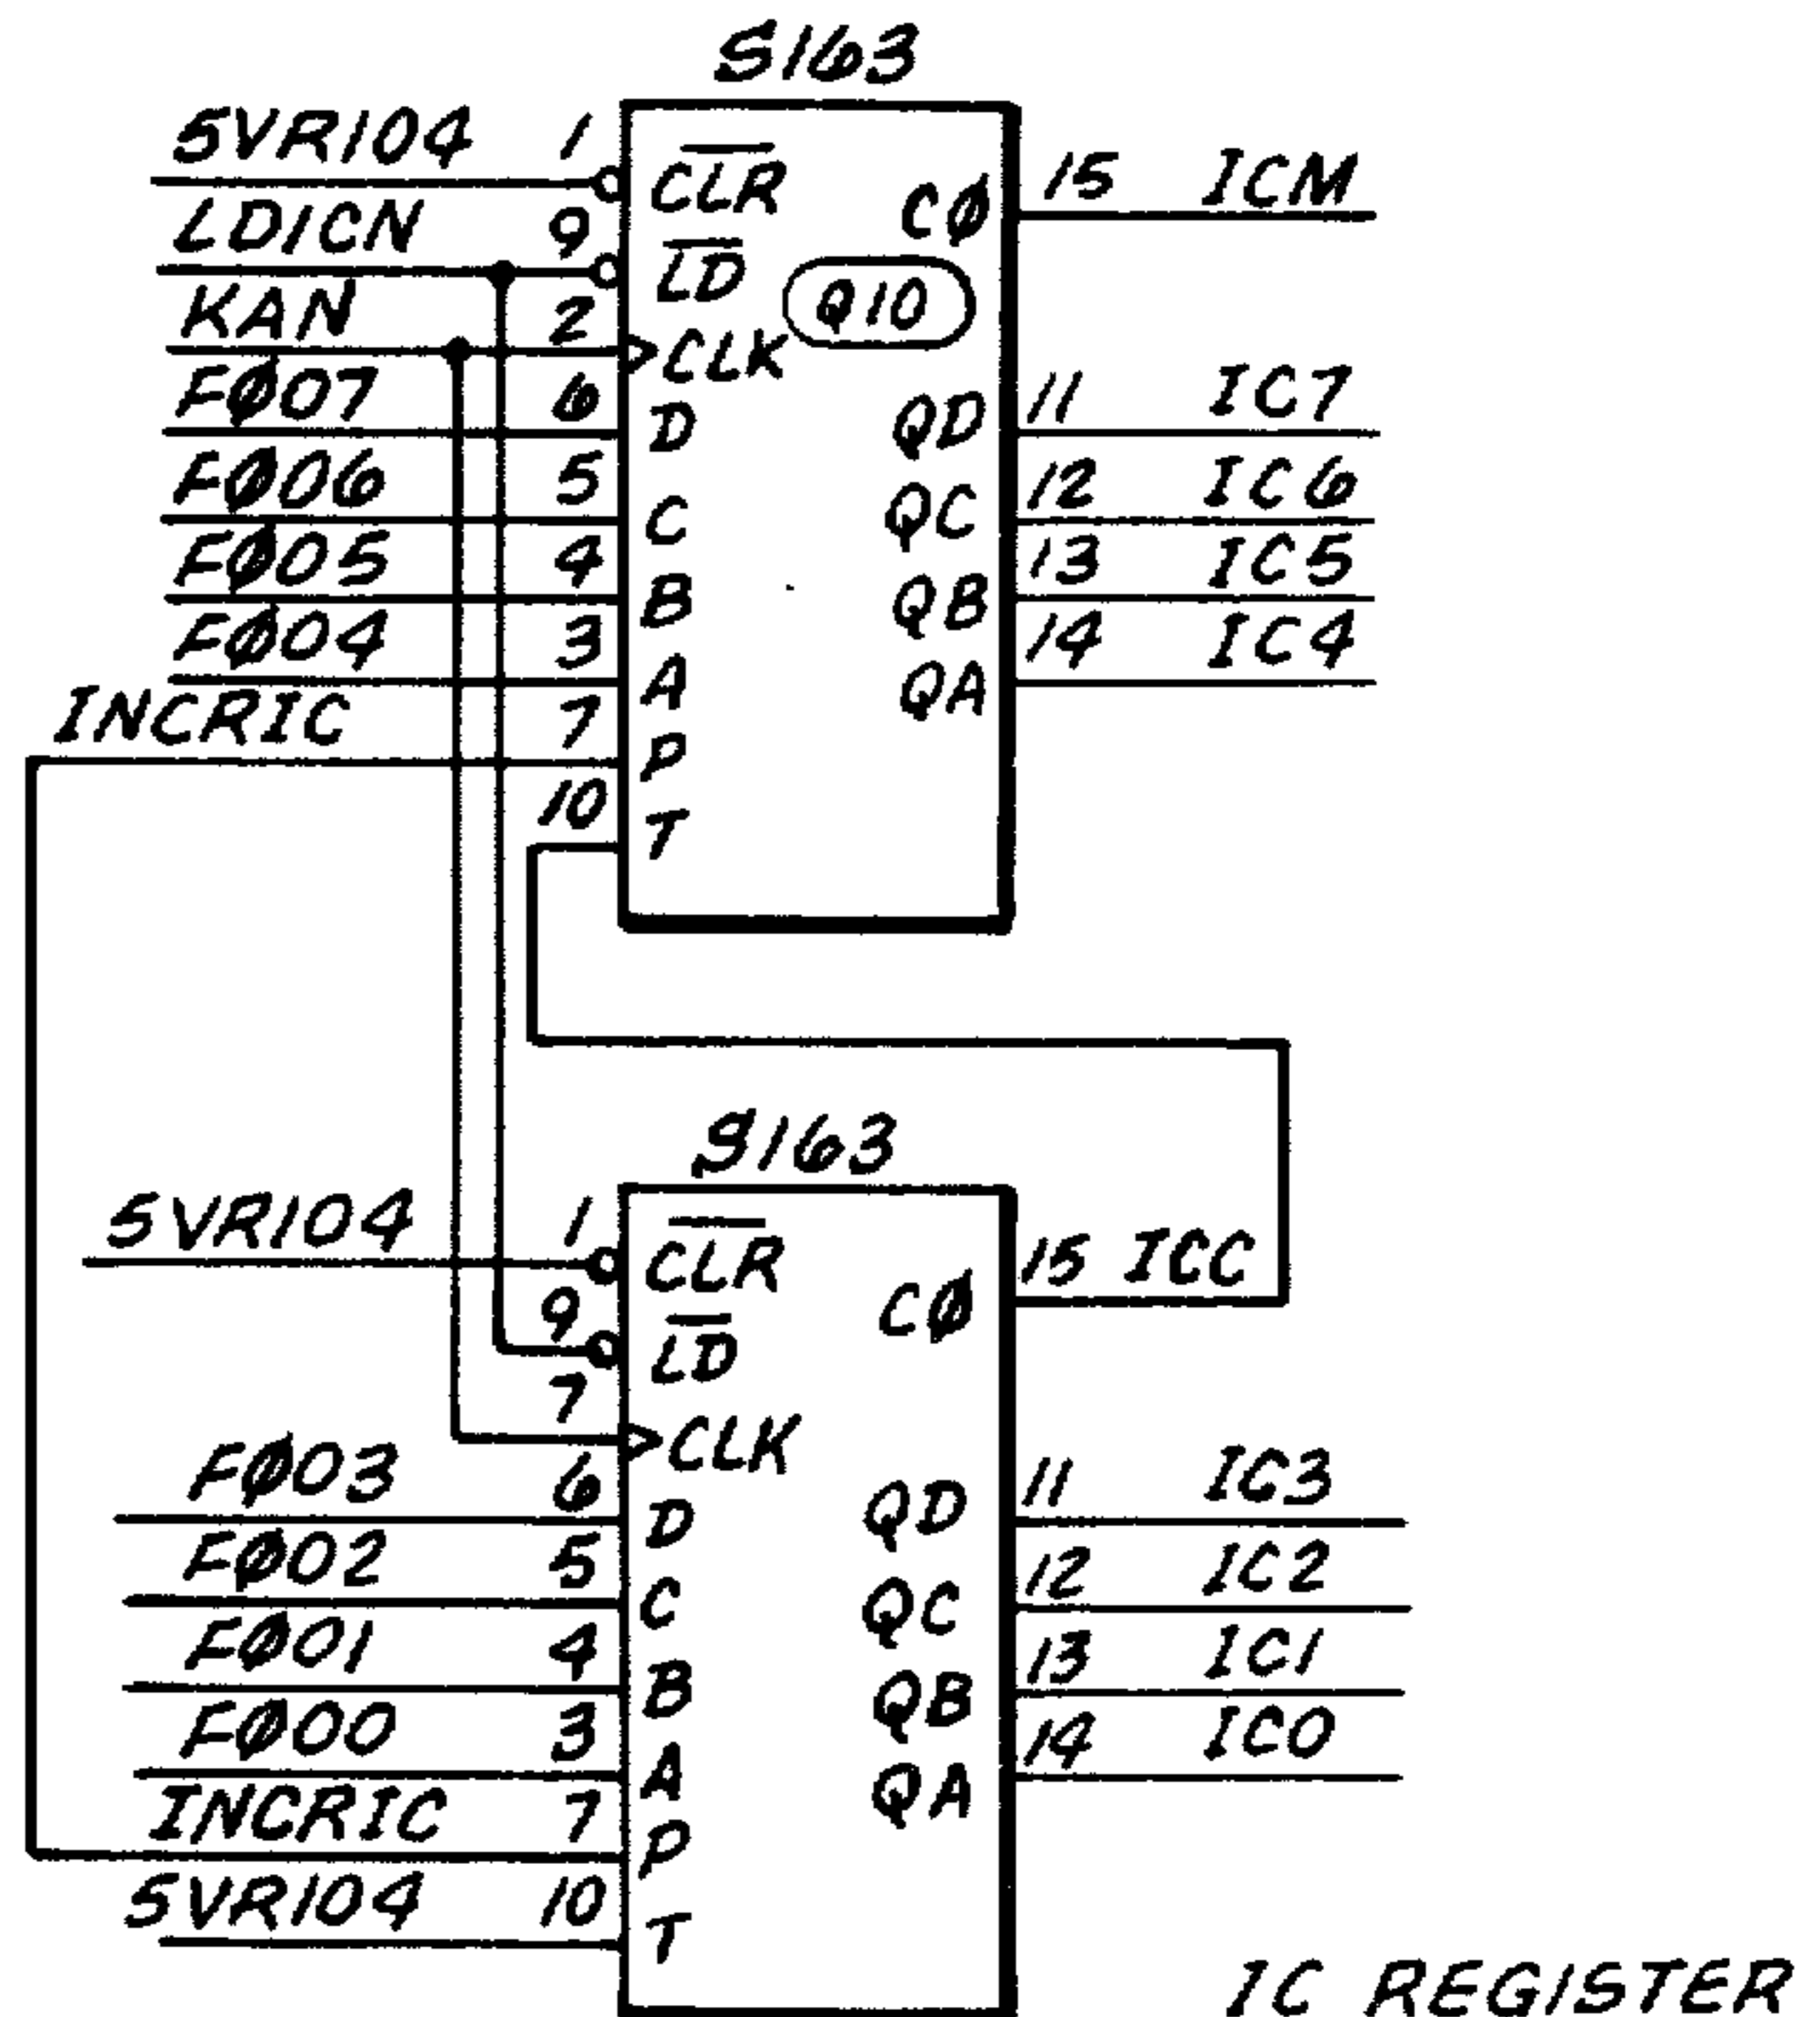 S163
5VR104 1 CLR
CØ 15 ICM
LDICN 9 LD
Q10
KAN 2 CLK
FØ07 6 D QD 11 IC7
FØ06 5 C QC 12 IC6
FØ05 4 B QB 13 IC5
FØ04 3 A QA 14 IC4
INCRIC 7 P
10 T
S163
5VR104 1 CLR
CØ 15 ICC
9 LD
7 CLK
FØ03 6 D QD 11 IC3
FØ02 5 C QC 12 IC2
FØ01 4 B QB 13 IC1
FØ00 3 A QA 14 IC0
INCRIC 7 P
5VR104 10 T
IC REGISTER